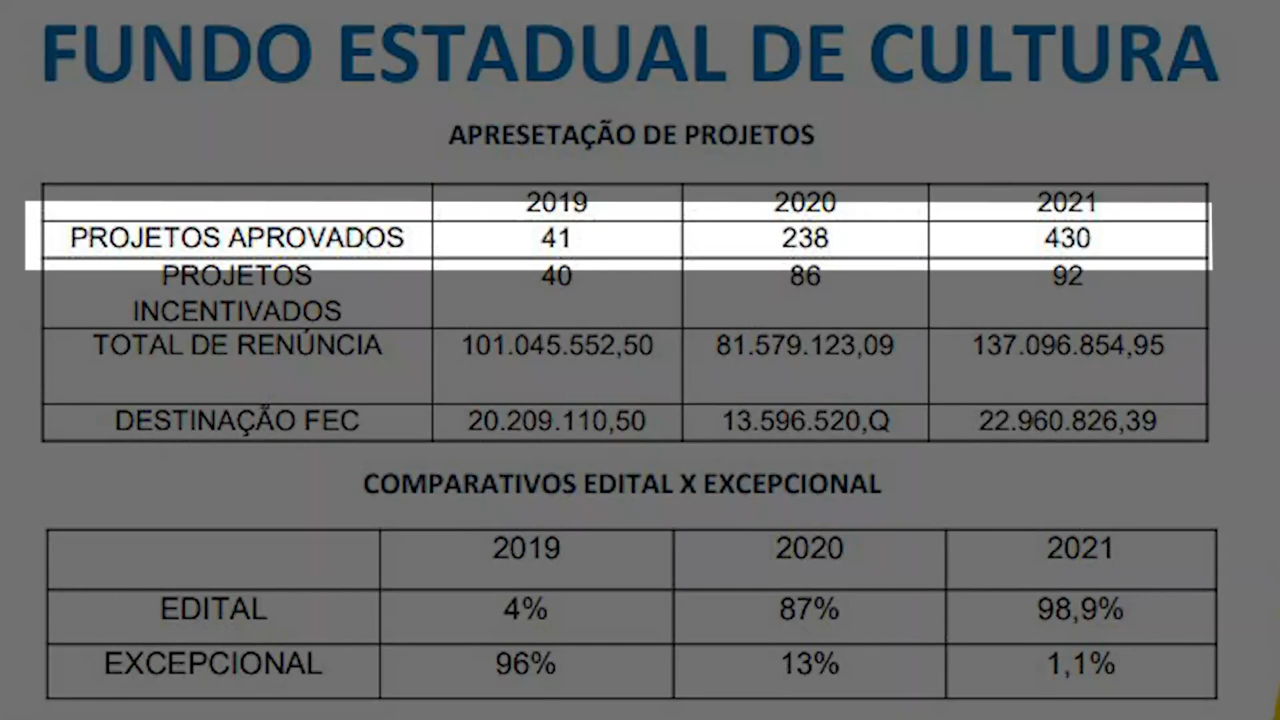 FUNDO ESTADUAL DE CULTURA
APRESETAÇÃO DE PROJETOS
2019 2020 2021
PROJETOS APROVADOS 41 238 430
PROJETOS 40 86 92
INCENTIVADOS
TOTAL DE RENÚNCIA 101.045.552,50 81.579.123,09 137.096.854,95
DESTINAÇÃO FEC 20.209.110,50 13.596.520,Q 22.960.826,39
COMPARATIVOS EDITAL X EXCEPCIONAL
2019 2020 2021
EDITAL 4% 87% 98,9%
EXCEPCIONAL 96% 13% 1,1%